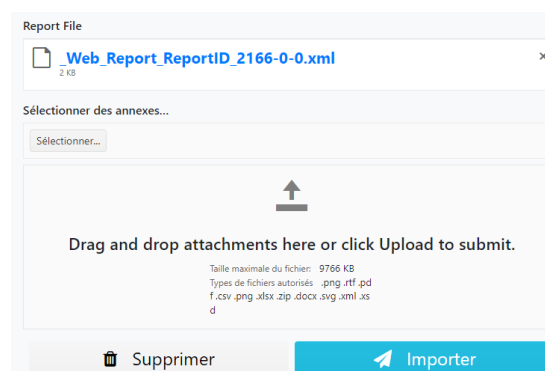 Report File
_Web_Report_ReportID_2166-0-0.xml
2 KB
Sélectionner des annexes...
Sélectionner...
Drag and drop attachments here or click Upload to submit.
Taille maximale du fichier: 9766 KB
Types de fichiers autorisés .png .rtf .pd
f .csv .png .xlsx .zip .docx .svg .xml .xs
d
Supprimer
Importer